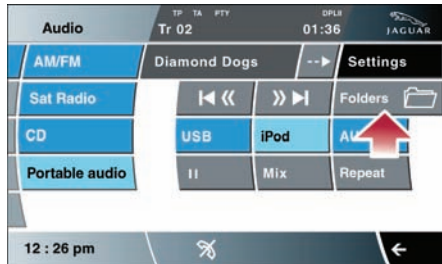 TP TA PTY DPLII
Audio Tr 02 01:36 JAGUAR
AM/FM Diamond Dogs Settings
Sat Radio Folders
CD USB iPod
Portable audio Mix Repeat
12 : 26 pm